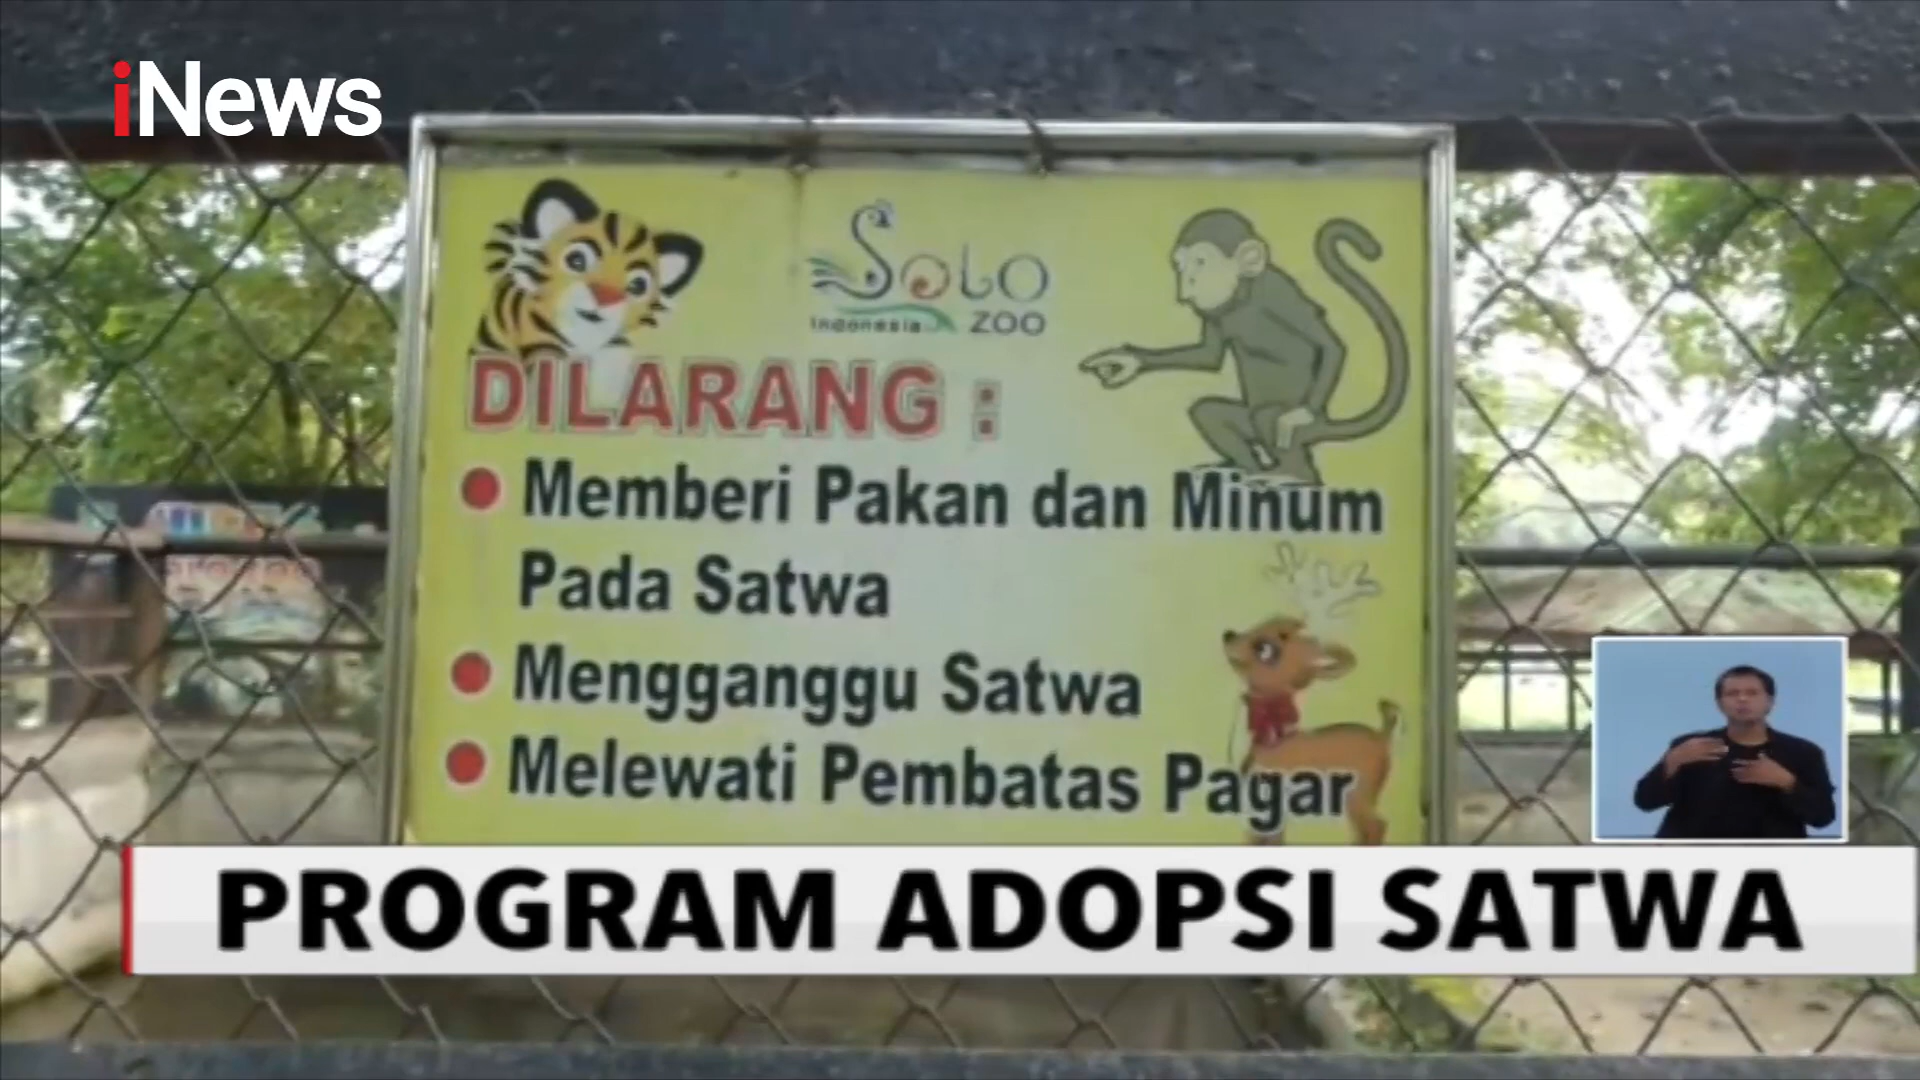 iNews
Solo
Indonesia ZOO
DILARANG :
Memberi Pakan dan Minum
Pada Satwa
Mengganggu Satwa
Melewati Pembatas Pagar
PROGRAM ADOPSI SATWA